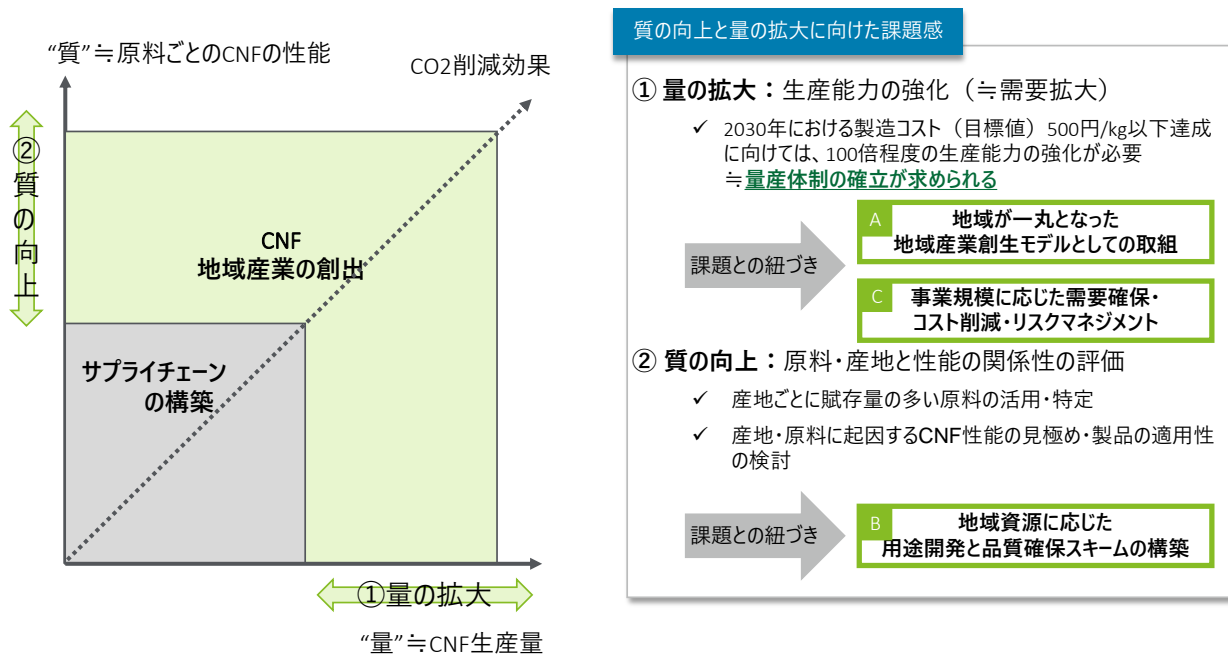 “質”≒原料ごとのCNFの性能
CO2削減効果
②質の向上
CNF
地域産業の創出
サプライチェーン
の構築
①量の拡大
“量”≒CNF生産量
質の向上と量の拡大に向けた課題感
① 量の拡大：生産能力の強化（≒需要拡大）
✓ 2030年における製造コスト（目標値）500円/kg以下達成
に向けては、100倍程度の生産能力の強化が必要
≒量産体制の確立が求められる
課題との紐づき
A
地域が一丸となった
地域産業創生モデルとしての取組
C
事業規模に応じた需要確保・
コスト削減・リスクマネジメント
② 質の向上：原料・産地と性能の関係性の評価
✓ 産地ごとに賦存量の多い原料の活用・特定
✓ 産地・原料に起因するCNF性能の見極め・製品の適用性
の検討
課題との紐づき
B
地域資源に応じた
用途開発と品質確保スキームの構築